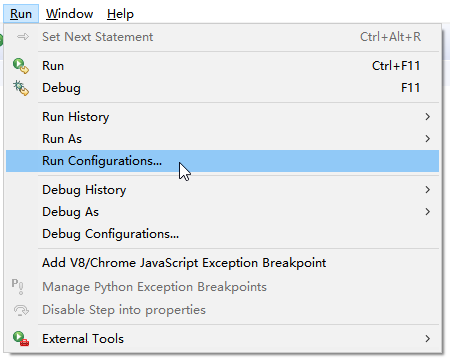 Run Window Help
Set Next Statement Ctrl+Alt+R
Run Ctrl+F11
Debug F11
Run History
Run As
Run Configurations...
Debug History
Debug As
Debug Configurations...
Add V8/Chrome JavaScript Exception Breakpoint
Manage Python Exception Breakpoints
Disable Step into properties
External Tools